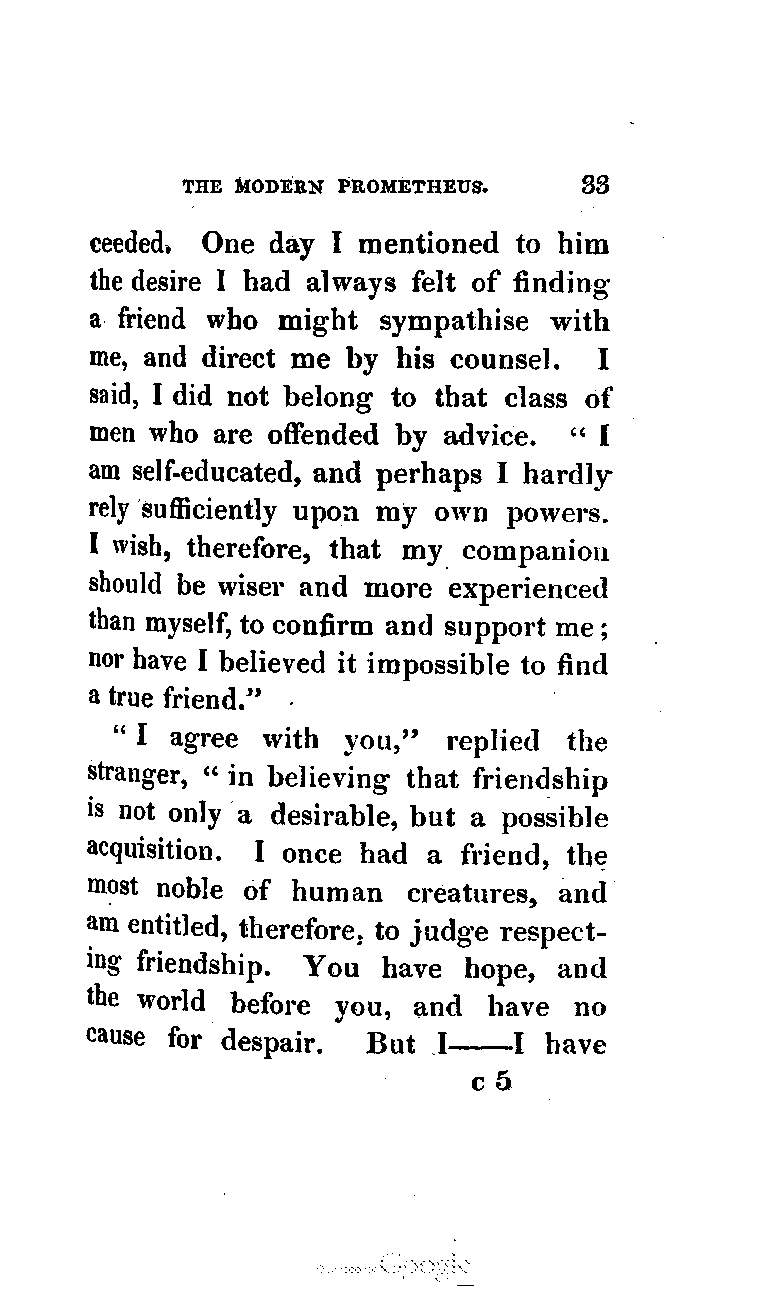 THE MODERN PROMETHEUS. 33
ceeded. One day I mentioned to him
the desire I had always felt of finding
a friend who might sympathise with
me, and direct me by his counsel. I
said, I did not belong to that class of
men who are offended by advice. “ I
am self-educated, and perhaps I hardly
rely sufficiently upon my own powers.
I wish, therefore, that my companion
should be wiser and more experienced
than myself, to confirm and support me ;
nor have I believed it impossible to find
a true friend.”
“ I agree with you,” replied the
stranger, “ in believing that friendship
is not only a desirable, but a possible
acquisition. I once had a friend, the
most noble of human creatures, and
am entitled, therefore, to judge respect-
ing friendship. You have hope, and
the world before you, and have no
cause for despair. But I——I have
c 5
Google